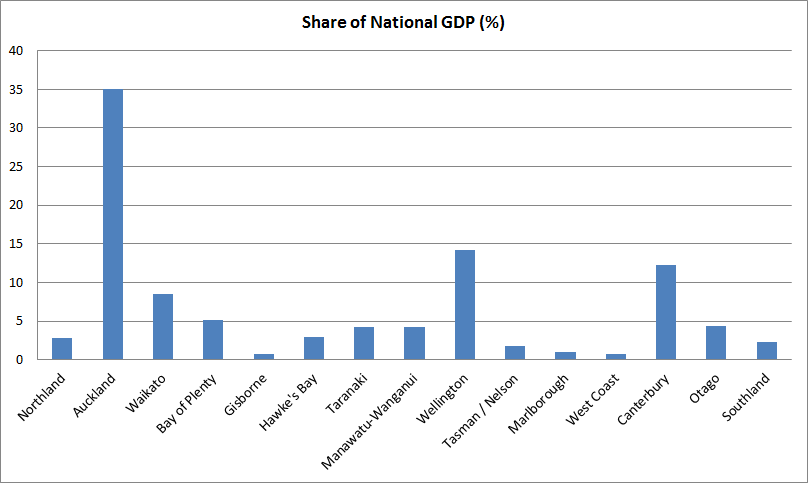 Share of National GDP (%)
40
35
30
25
20
15
10
5
0
Northland
Auckland
Waikato
Bay of Plenty
Gisborne
Hawke's Bay
Taranaki
Manawatu-Wanganui
Wellington
Tasman / Nelson
Marlborough
West Coast
Canterbury
Otago
Southland